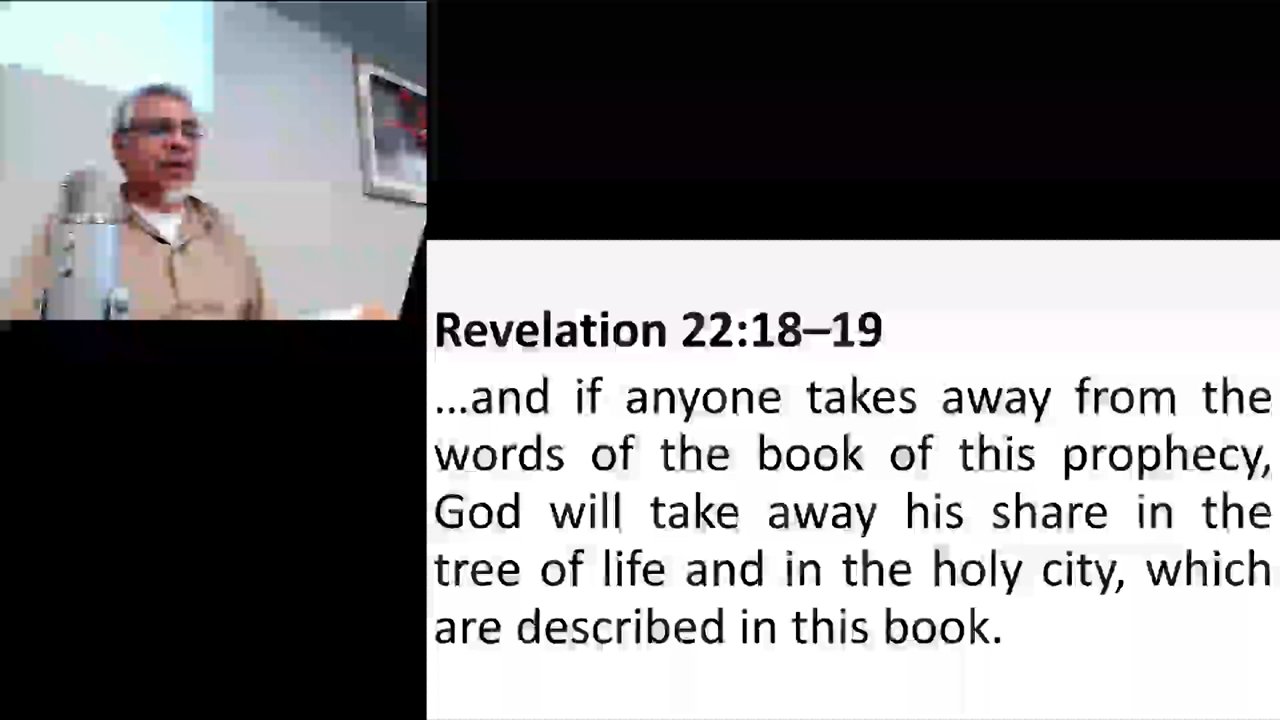 Revelation 22:18–19
...and if anyone takes away from the
words of the book of this prophecy,
God will take away his share in the
tree of life and in the holy city, which
are described in this book.